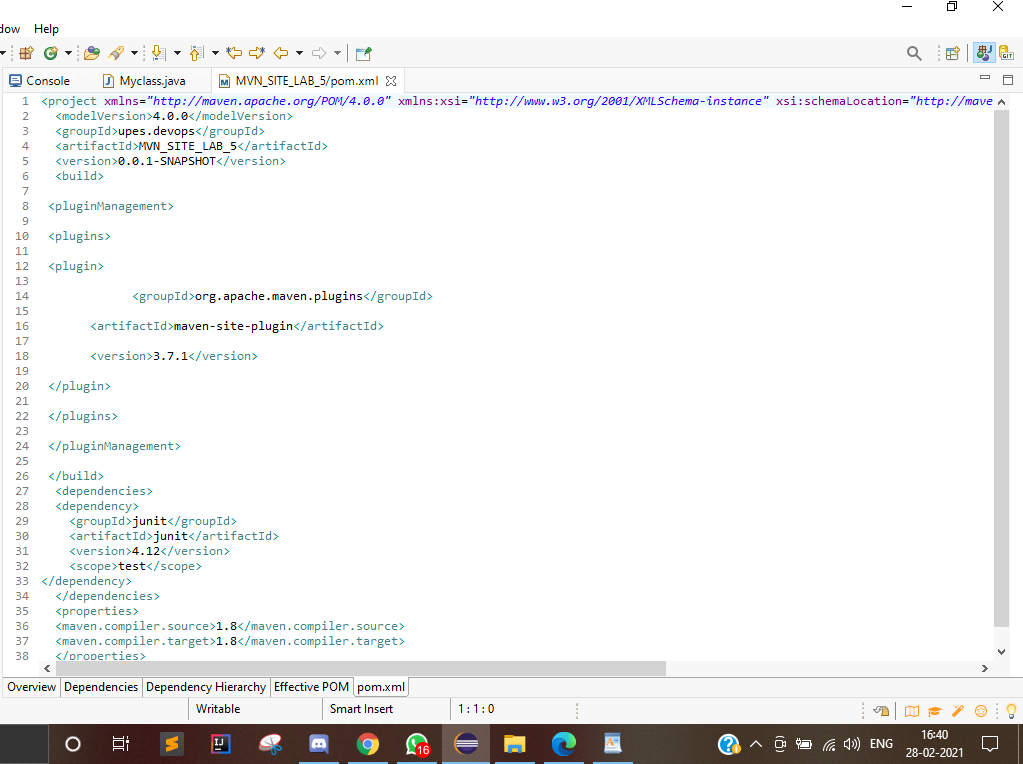 dow Help
Console Myclass.java MVN_SITE_LAB_5/pom.xml
1 <project xmlns="http://maven.apache.org/POM/4.0.0" xmlns:xsi="http://www.w3.org/2001/XMLSchema-instance" xsi:schemaLocation="http://mave
2 <modelVersion>4.0.0</modelVersion>
3 <groupId>upes.devops</groupId>
4 <artifactId>MVN_SITE_LAB_5</artifactId>
5 <version>0.0.1-SNAPSHOT</version>
6 <build>
7
8 <pluginManagement>
9
10 <plugins>
11
12 <plugin>
13
14 <groupId>org.apache.maven.plugins</groupId>
15
16 <artifactId>maven-site-plugin</artifactId>
17
18 <version>3.7.1</version>
19
20 </plugin>
21
22 </plugins>
23
24 </pluginManagement>
25
26 </build>
27 <dependencies>
28 <dependency>
29 <groupId>junit</groupId>
30 <artifactId>junit</artifactId>
31 <version>4.12</version>
32 <scope>test</scope>
33 </dependency>
34 </dependencies>
35 <properties>
36 <maven.compiler.source>1.8</maven.compiler.source>
37 <maven.compiler.target>1.8</maven.compiler.target>
38 </properties>
Overview Dependencies Dependency Hierarchy Effective POM pom.xml
Writable Smart Insert 1 : 1 : 0
16 ENG 16:40
28-02-2021